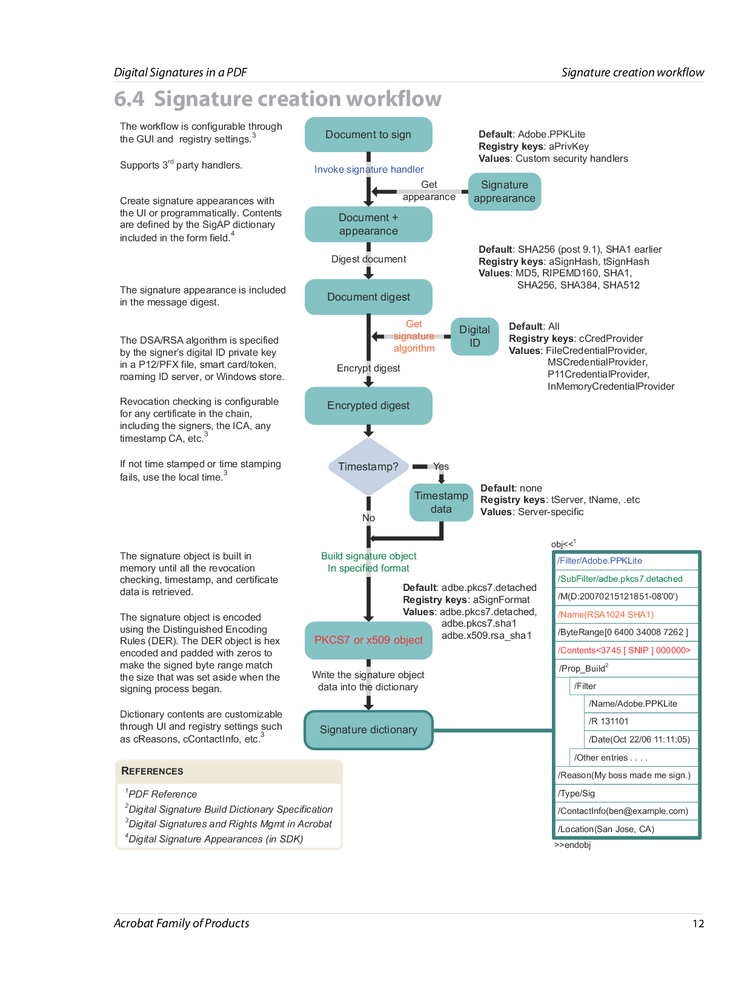 Digital Signatures in a PDF
Signature creation workflow
6.4 Signature creation workflow
The workflow is configurable through
the GUI and registry settings.3
Supports 3rd party handlers.
Create signature appearances with
the UI or programmatically. Contents
are defined by the SigAP dictionary
included in the form field.4
The signature appearance is included
in the message digest.
The DSA/RSA algorithm is specified
by the signer's digital ID private key
in a P12/PFX file, smart card/token,
roaming ID server, or Windows store.
Revocation checking is configurable
for any certificate in the chain,
including the signers, the ICA, any
timestamp CA, etc.3
If not time stamped or time stamping
fails, use the local time.3
The signature object is built in
memory until all the revocation
checking, timestamp, and certificate
data is retrieved.
The signature object is encoded
using the Distinguished Encoding
Rules (DER). The DER object is hex
encoded and padded with zeros to
make the signed byte range match
the size that was set aside when the
signing process began.
Dictionary contents are customizable
through UI and registry settings such
as cReasons, cContactInfo, etc.3
Document to sign
Invoke signature handler
Get
appearance
Signature
apprearance
Document +
appearance
Digest document
Document digest
Get
signature
algorithm
Digital
ID
Encrypt digest
Encrypted digest
Timestamp?
Yes
Timestamp
data
No
Build signature object
In specified format
PKCS7 or x509 object
Write the signature object
data into the dictionary
Signature dictionary
Default: Adobe.PPKLite
Registry keys: aPrivKey
Values: Custom security handlers
Default: SHA256 (post 9.1), SHA1 earlier
Registry keys: aSignHash, tSignHash
Values: MD5, RIPEMD160, SHA1,
SHA256, SHA384, SHA512
Default: All
Registry keys: cCredProvider
Values: FileCredentialProvider,
MSCredentialProvider,
P11CredentialProvider,
InMemoryCredentialProvider
Default: none
Registry keys: tServer, tName, .etc
Values: Server-specific
Default: adbe.pkcs7.detached
Registry keys: aSignFormat
Values: adbe.pkcs7.detached,
adbe.pkcs7.sha1
adbe.x509.rsa_sha1
obj<<1
/Filter/Adobe.PPKLite
/SubFilter/adbe.pkcs7.detached
/M(D:20070215121851-08'00')
/Name(RSA1024 SHA1)
/ByteRange[0 6400 34008 7262 ]
/Contents<3745 [ SNIP ] 000000>
/Prop_Build2
/Filter
/Name/Adobe.PPKLite
/R 131101
/Date(Oct 22/06 11:11:05)
/Other entries . . . .
/Reason(My boss made me sign.)
/Type/Sig
/ContactInfo(ben@example.com)
/Location(San Jose, CA)
>>endobj
REFERENCES
1PDF Reference
2Digital Signature Build Dictionary Specification
3Digital Signatures and Rights Mgmt in Acrobat
4Digital Signature Appearances (in SDK)
Acrobat Family of Products
12